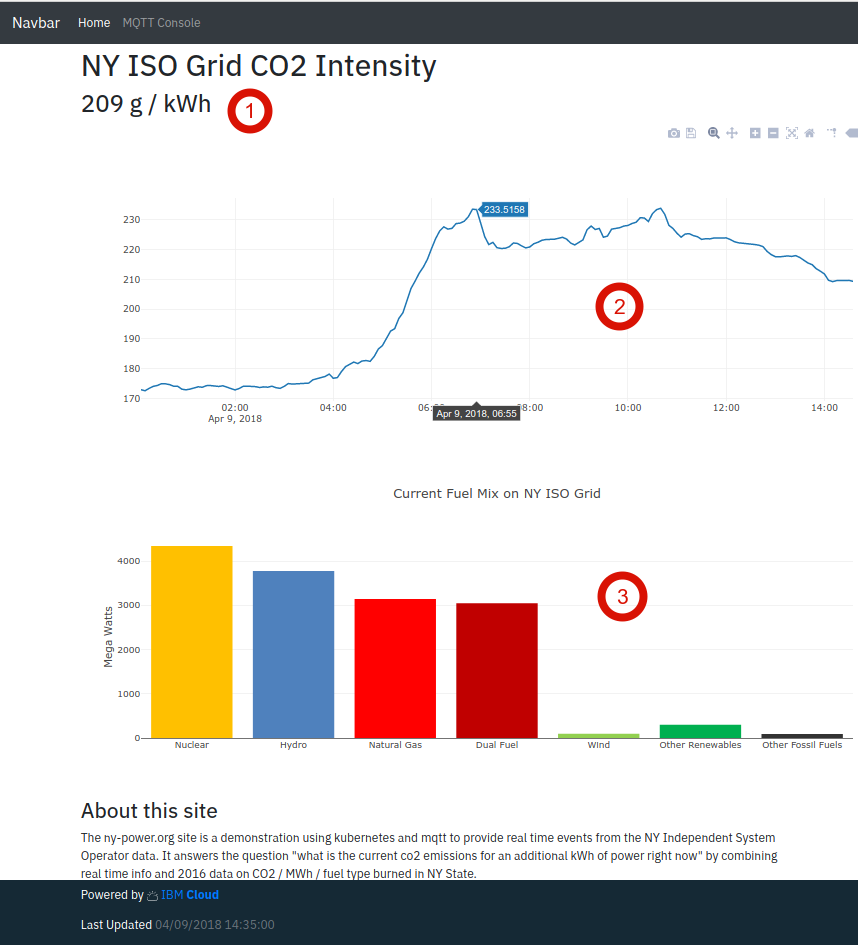 Navbar Home MQTT Console
NY ISO Grid CO2 Intensity
209 g / kWh
1
233.5158
230
220
210
200
2
190
180
170
02:00 04:00 06:00 08:00 10:00 12:00 14:00
Apr 9, 2018
Apr 9, 2018, 06:55
Current Fuel Mix on NY ISO Grid
Mega Watts
4000
3000
2000
1000
0
3
Nuclear Hydro Natural Gas Dual Fuel Wind Other Renewables Other Fossil Fuels
About this site
The ny-power.org site is a demonstration using kubernetes and mqtt to provide real time events from the NY Independent System
Operator data. It answers the question "what is the current co2 emissions for an additional kWh of power right now" by combining
real time info and 2016 data on CO2 / MWh / fuel type burned in NY State.
Powered by IBM Cloud
Last Updated 04/09/2018 14:35:00